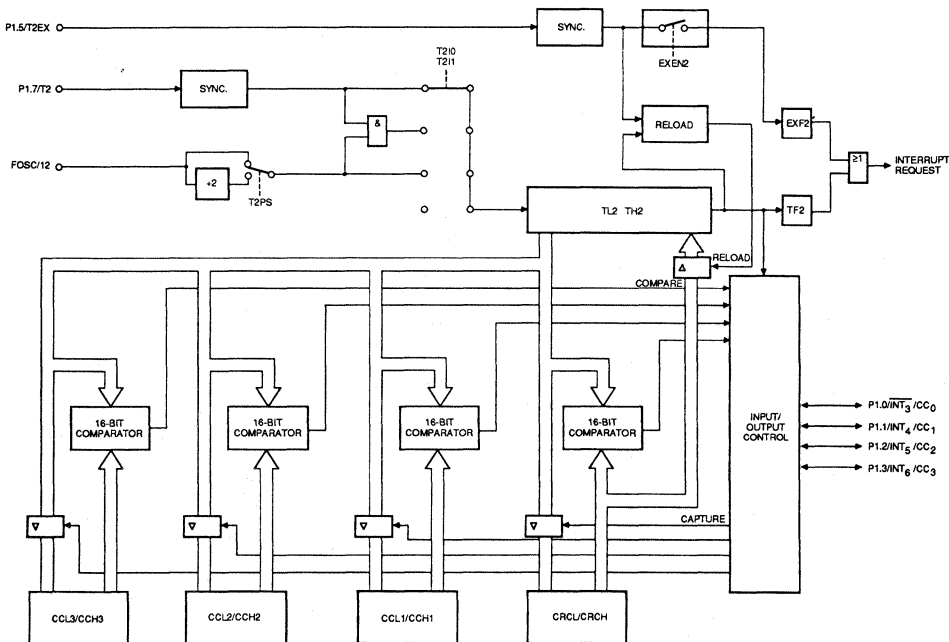 P1.5/T2EX
SYNC.
EXEN2
T2I0
T2I1
P1.7/T2
SYNC.
&
RELOAD
EXF2
≥1
INTERRUPT
REQUEST
FOSC/12
÷2
T2PS
TL2 TH2
TF2
RELOAD
COMPARE
16-BIT
COMPARATOR
16-BIT
COMPARATOR
16-BIT
COMPARATOR
16-BIT
COMPARATOR
INPUT/
OUTPUT
CONTROL
P1.0/INT3/CC0
P1.1/INT4/CC1
P1.2/INT5/CC2
P1.3/INT6/CC3
CAPTURE
CCL3/CCH3
CCL2/CCH2
CCL1/CCH1
CRCL/CRCH